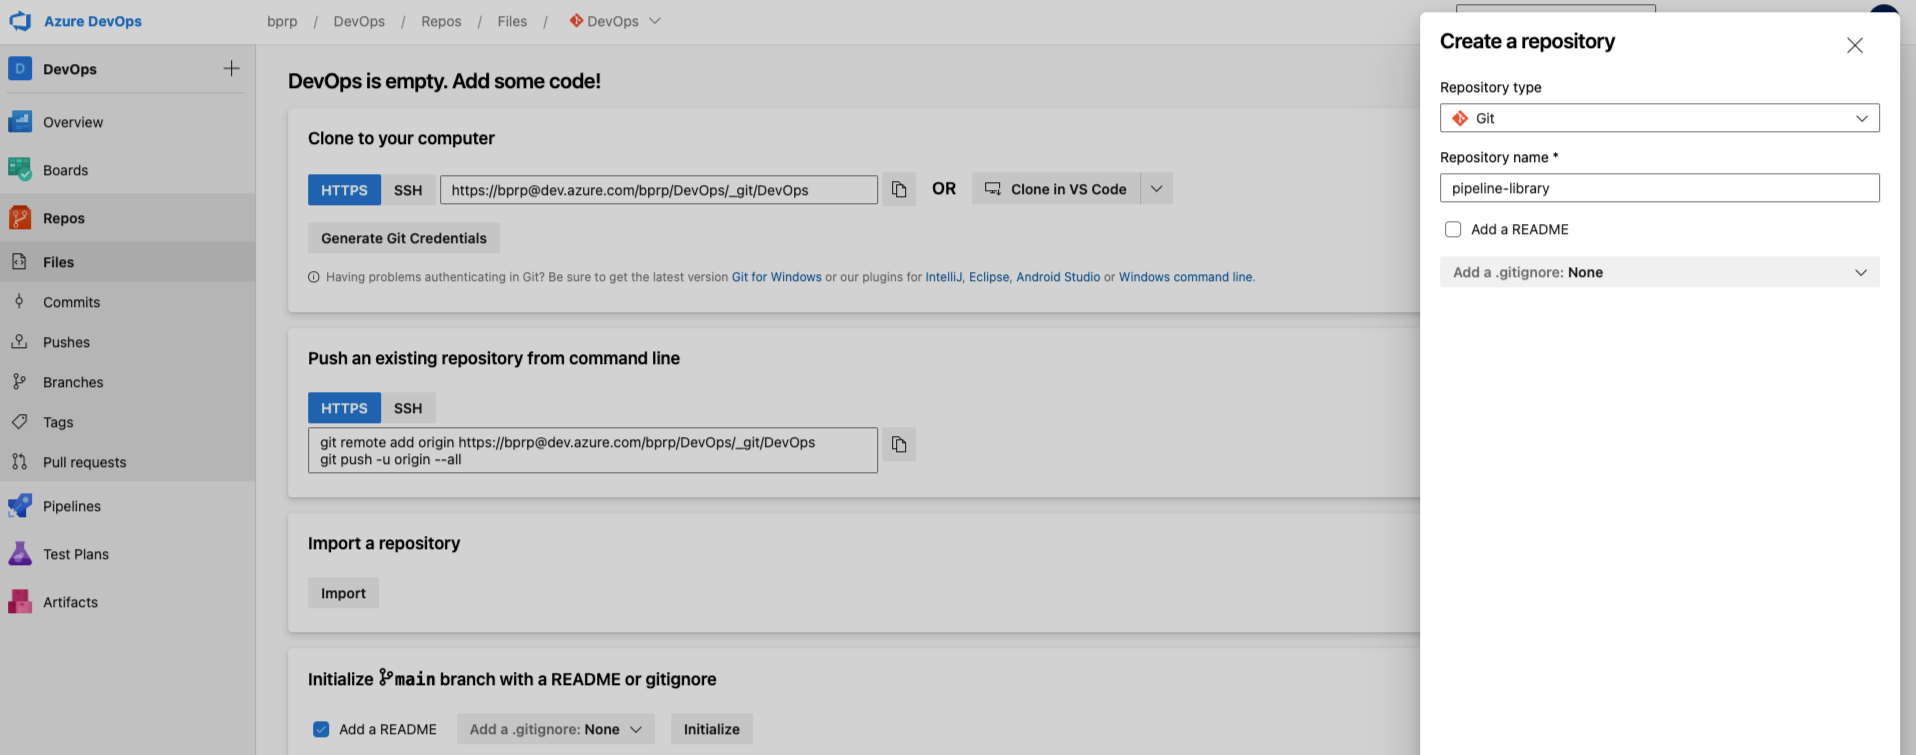 Azure DevOps
bprp / DevOps / Repos / Files / DevOps
D DevOps
Overview
Boards
Repos
Files
Commits
Pushes
Branches
Tags
Pull requests
Pipelines
Test Plans
Artifacts
DevOps is empty. Add some code!
Clone to your computer
HTTPS SSH https://bprp@dev.azure.com/bprp/DevOps/_git/DevOps OR Clone in VS Code
Generate Git Credentials
Having problems authenticating in Git? Be sure to get the latest version Git for Windows or our plugins for IntelliJ, Eclipse, Android Studio or Windows command line.
Push an existing repository from command line
HTTPS SSH
git remote add origin https://bprp@dev.azure.com/bprp/DevOps/_git/DevOps
git push -u origin --all
Import a repository
Import
Initialize main branch with a README or gitignore
Add a README Add a .gitignore: None Initialize
Create a repository
Repository type
Git
Repository name *
pipeline-library
Add a README
Add a .gitignore: None